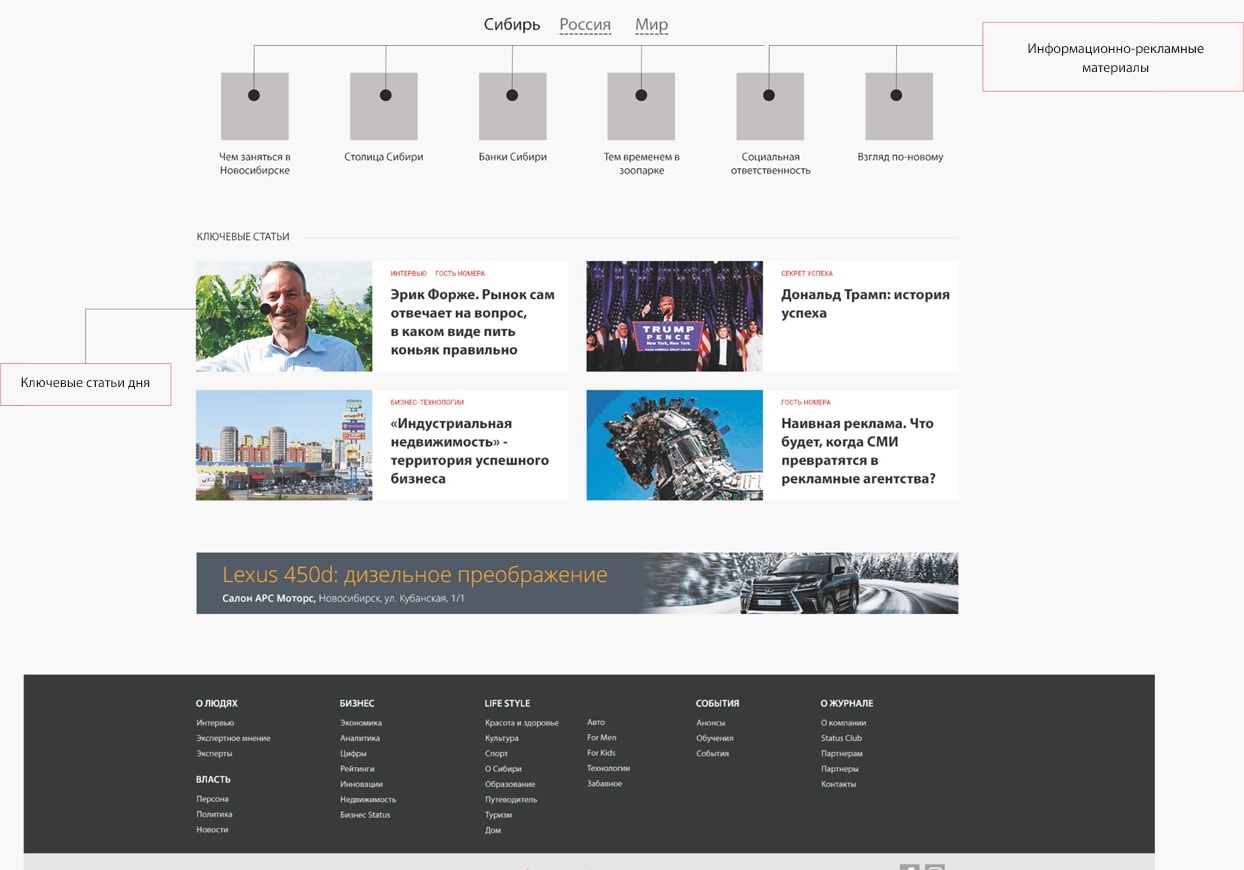 Сибирь Россия Мир
Информационно-рекламные
материалы
Чем заняться в
Новосибирске
Столица Сибири
Банки Сибири
Тем временем в
зоопарке
Социальная
ответственность
Взгляд по-новому
КЛЮЧЕВЫЕ СТАТЬИ
Ключевые статьи дня
ИНТЕРВЬЮ ГОСТЬ НОМЕРА
Эрик Форже. Рынок сам
отвечает на вопрос,
в каком виде пить
коньяк правильно
TRUMP
PENCE
New York, New York
СЕКРЕТ УСПЕХА
Дональд Трамп: история
успеха
БИЗНЕС-ТЕХНОЛОГИИ
«Индустриальная
недвижимость» -
территория успешного
бизнеса
ГОСТЬ НОМЕРА
Наивная реклама. Что
будет, когда СМИ
превратятся в
рекламные агентства?
Lexus 450d: дизельное преображение
Салон АРС Моторс, Новосибирск, ул. Кубанская, 1/1
О ЛЮДЯХ
Интервью
Экспертное мнение
Эксперты
ВЛАСТЬ
Персона
Политика
Новости
БИЗНЕС
Экономика
Аналитика
Цифры
Рейтинги
Инновации
Недвижимость
Бизнес Status
LIFE STYLE
Красота и здоровье
Культура
Спорт
О Сибири
Образование
Путеводитель
Туризм
Дом
Авто
For Men
For Kids
Технологии
Забавное
СОБЫТИЯ
Анонсы
Обучения
События
О ЖУРНАЛЕ
О компании
Status Club
Партнерам
Партнеры
Контакты